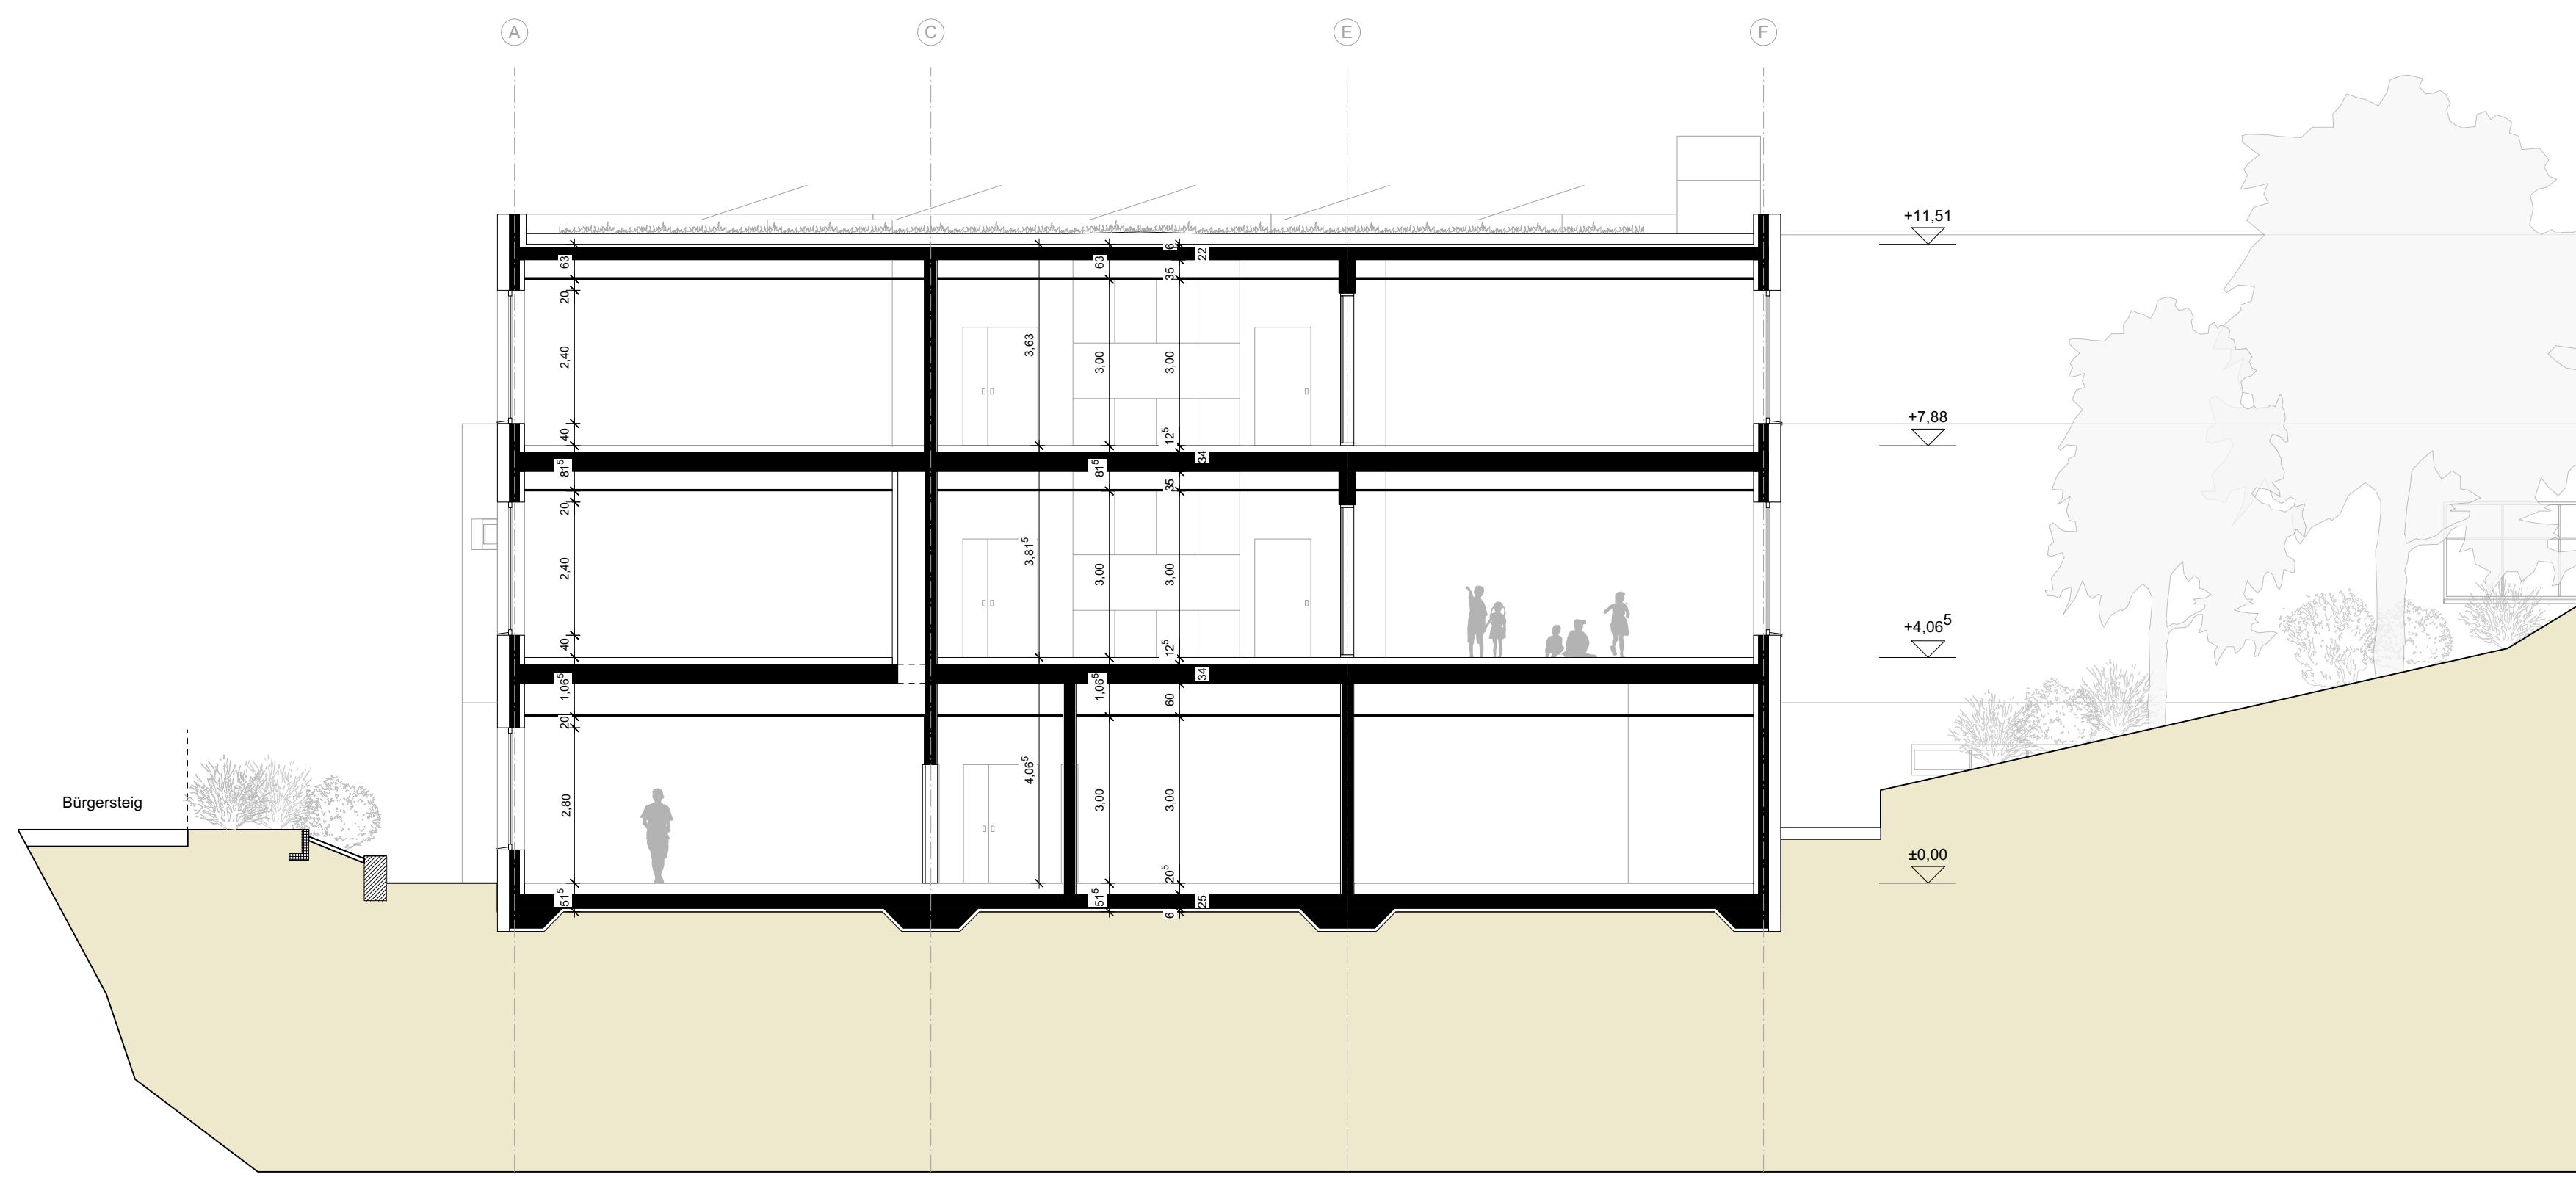 A C E F
+11,51
63 63 6 22
35
20
2,40 3,63 3,00 3,00
+7,88
40 12⁵
81⁵ 81⁵ 34
35
20
2,40 3,81⁵ 3,00 3,00
+4,06⁵
40 12⁵
1,06⁵ 1,06⁵ 60 34
20
Bürgersteig
2,80 4,06⁵ 3,00 3,00
±0,00
20⁵
51⁵ 51⁵ 25
6